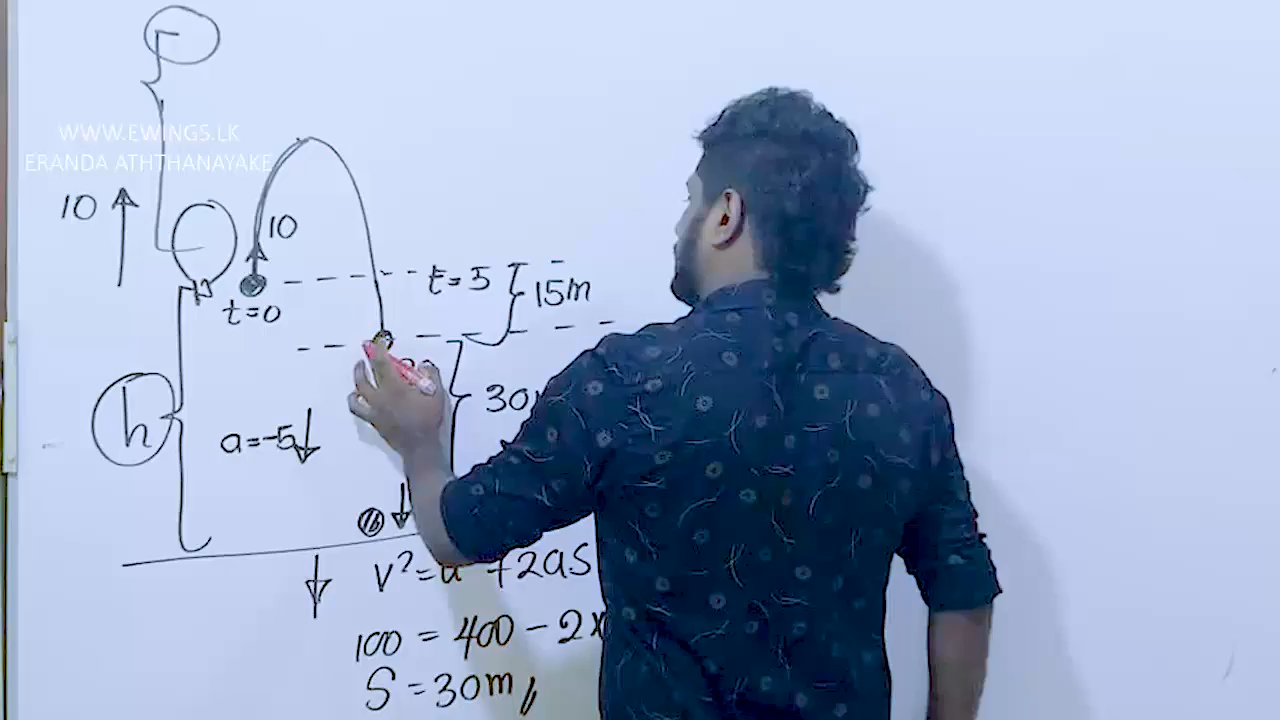 WWW.EWINGS.LK
ERANDA ATHTHANAYAKE
10
10
t=0
t=5
15m
h
30
a=-5
V²=u²+2as
100 = 400 - 2×
S = 30m